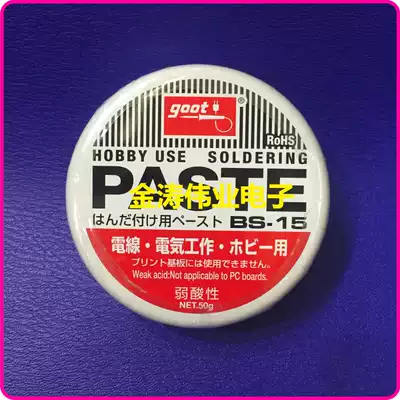 goot®
RoHS
HOBBY USE SOLDERING
PASTE
金涛伟业电子
はんだ付け用ペースト BS-15
電線・電気工作・ホビー用
プリント基板には使用できません。
Weak acid:Not applicable to PC boards.
弱酸性
NET.50g